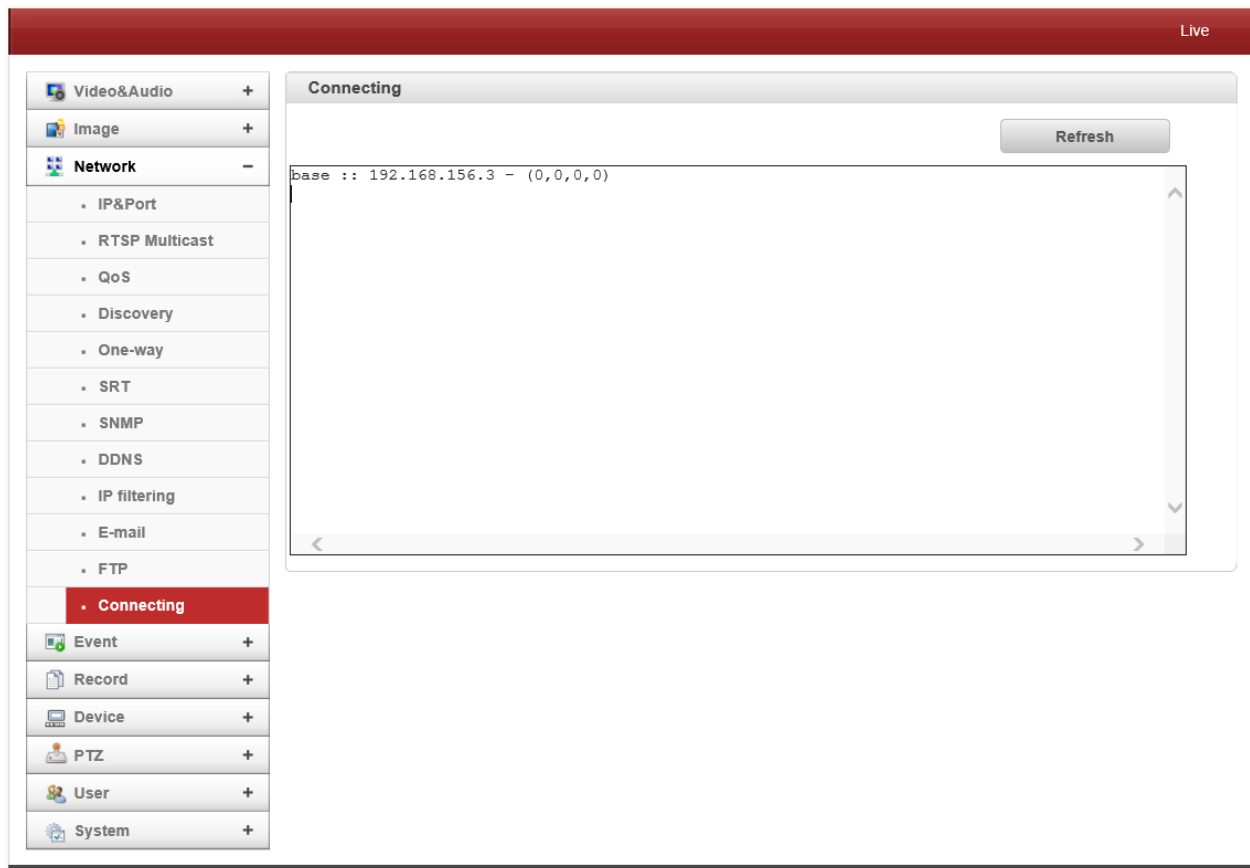 Live
Video&Audio +
Image +
Network −
IP&Port
RTSP Multicast
QoS
Discovery
One-way
SRT
SNMP
DDNS
IP filtering
E-mail
FTP
Connecting
Event +
Record +
Device +
PTZ +
User +
System +
Connecting
Refresh
base :: 192.168.156.3 - (0,0,0,0)